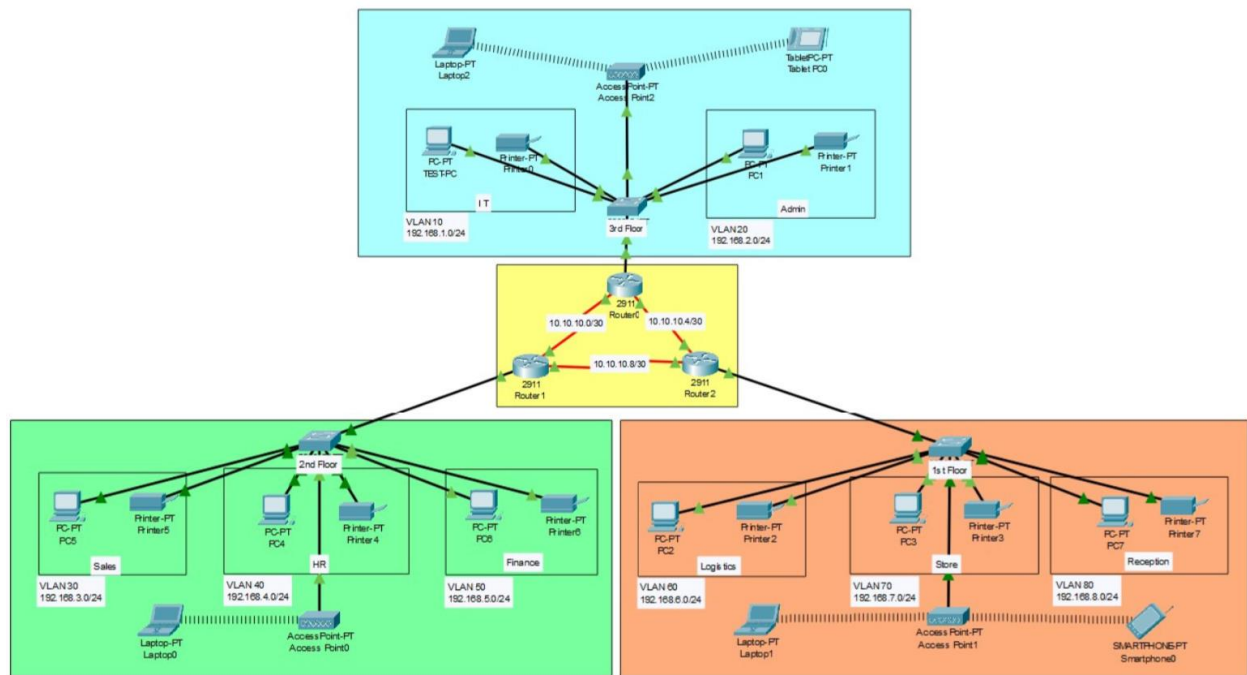 Laptop-PT
Laptop2
TabletPC-PT
Tablet PC0
AccessPoint-PT
Access Point2
PC-PT
TEST-PC
Printer-PT
Printer0
PC-PT
PC1
Printer-PT
Printer1
IT
Admin
VLAN 10
192.168.1.0/24
3rd Floor
VLAN 20
192.168.2.0/24
2911
Router0
10.10.10.0/30
10.10.10.4/30
10.10.10.8/30
2911
Router1
2911
Router2
2nd Floor
PC-PT
PC5
Printer-PT
Printer5
PC-PT
PC4
Printer-PT
Printer4
PC-PT
PC6
Printer-PT
Printer6
Sales
HR
Finance
VLAN 30
192.168.3.0/24
VLAN 40
192.168.4.0/24
VLAN 50
192.168.5.0/24
Laptop-PT
Laptop0
AccessPoint-PT
Access Point0
1st Floor
PC-PT
PC2
Printer-PT
Printer2
PC-PT
PC3
Printer-PT
Printer3
PC-PT
PC7
Printer-PT
Printer7
Logistics
Store
Reception
VLAN 60
192.168.6.0/24
VLAN 70
192.168.7.0/24
VLAN 80
192.168.8.0/24
Laptop-PT
Laptop1
AccessPoint-PT
Access Point1
SMARTPHONE-PT
Smartphone0